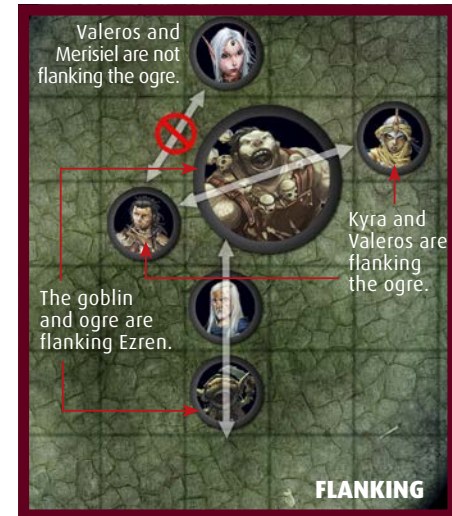 Valeros and
Merisiel are not
flanking the ogre.
Kyra and
Valeros are
flanking
the ogre.
The goblin
and ogre are
flanking Ezren.
FLANKING